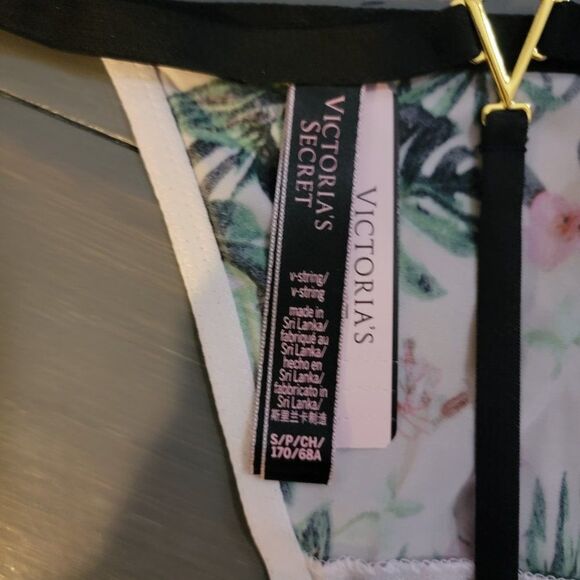 VICTORIA'S
SECRET
v-string/
v-string
made in
Sri Lanka/
fabriqué au
Sri Lanka/
hecho en
Sri Lanka/
fabbricato in
Sri Lanka/
斯里兰卡制造
S/P/CH/
170/68A
VICTORIA'S